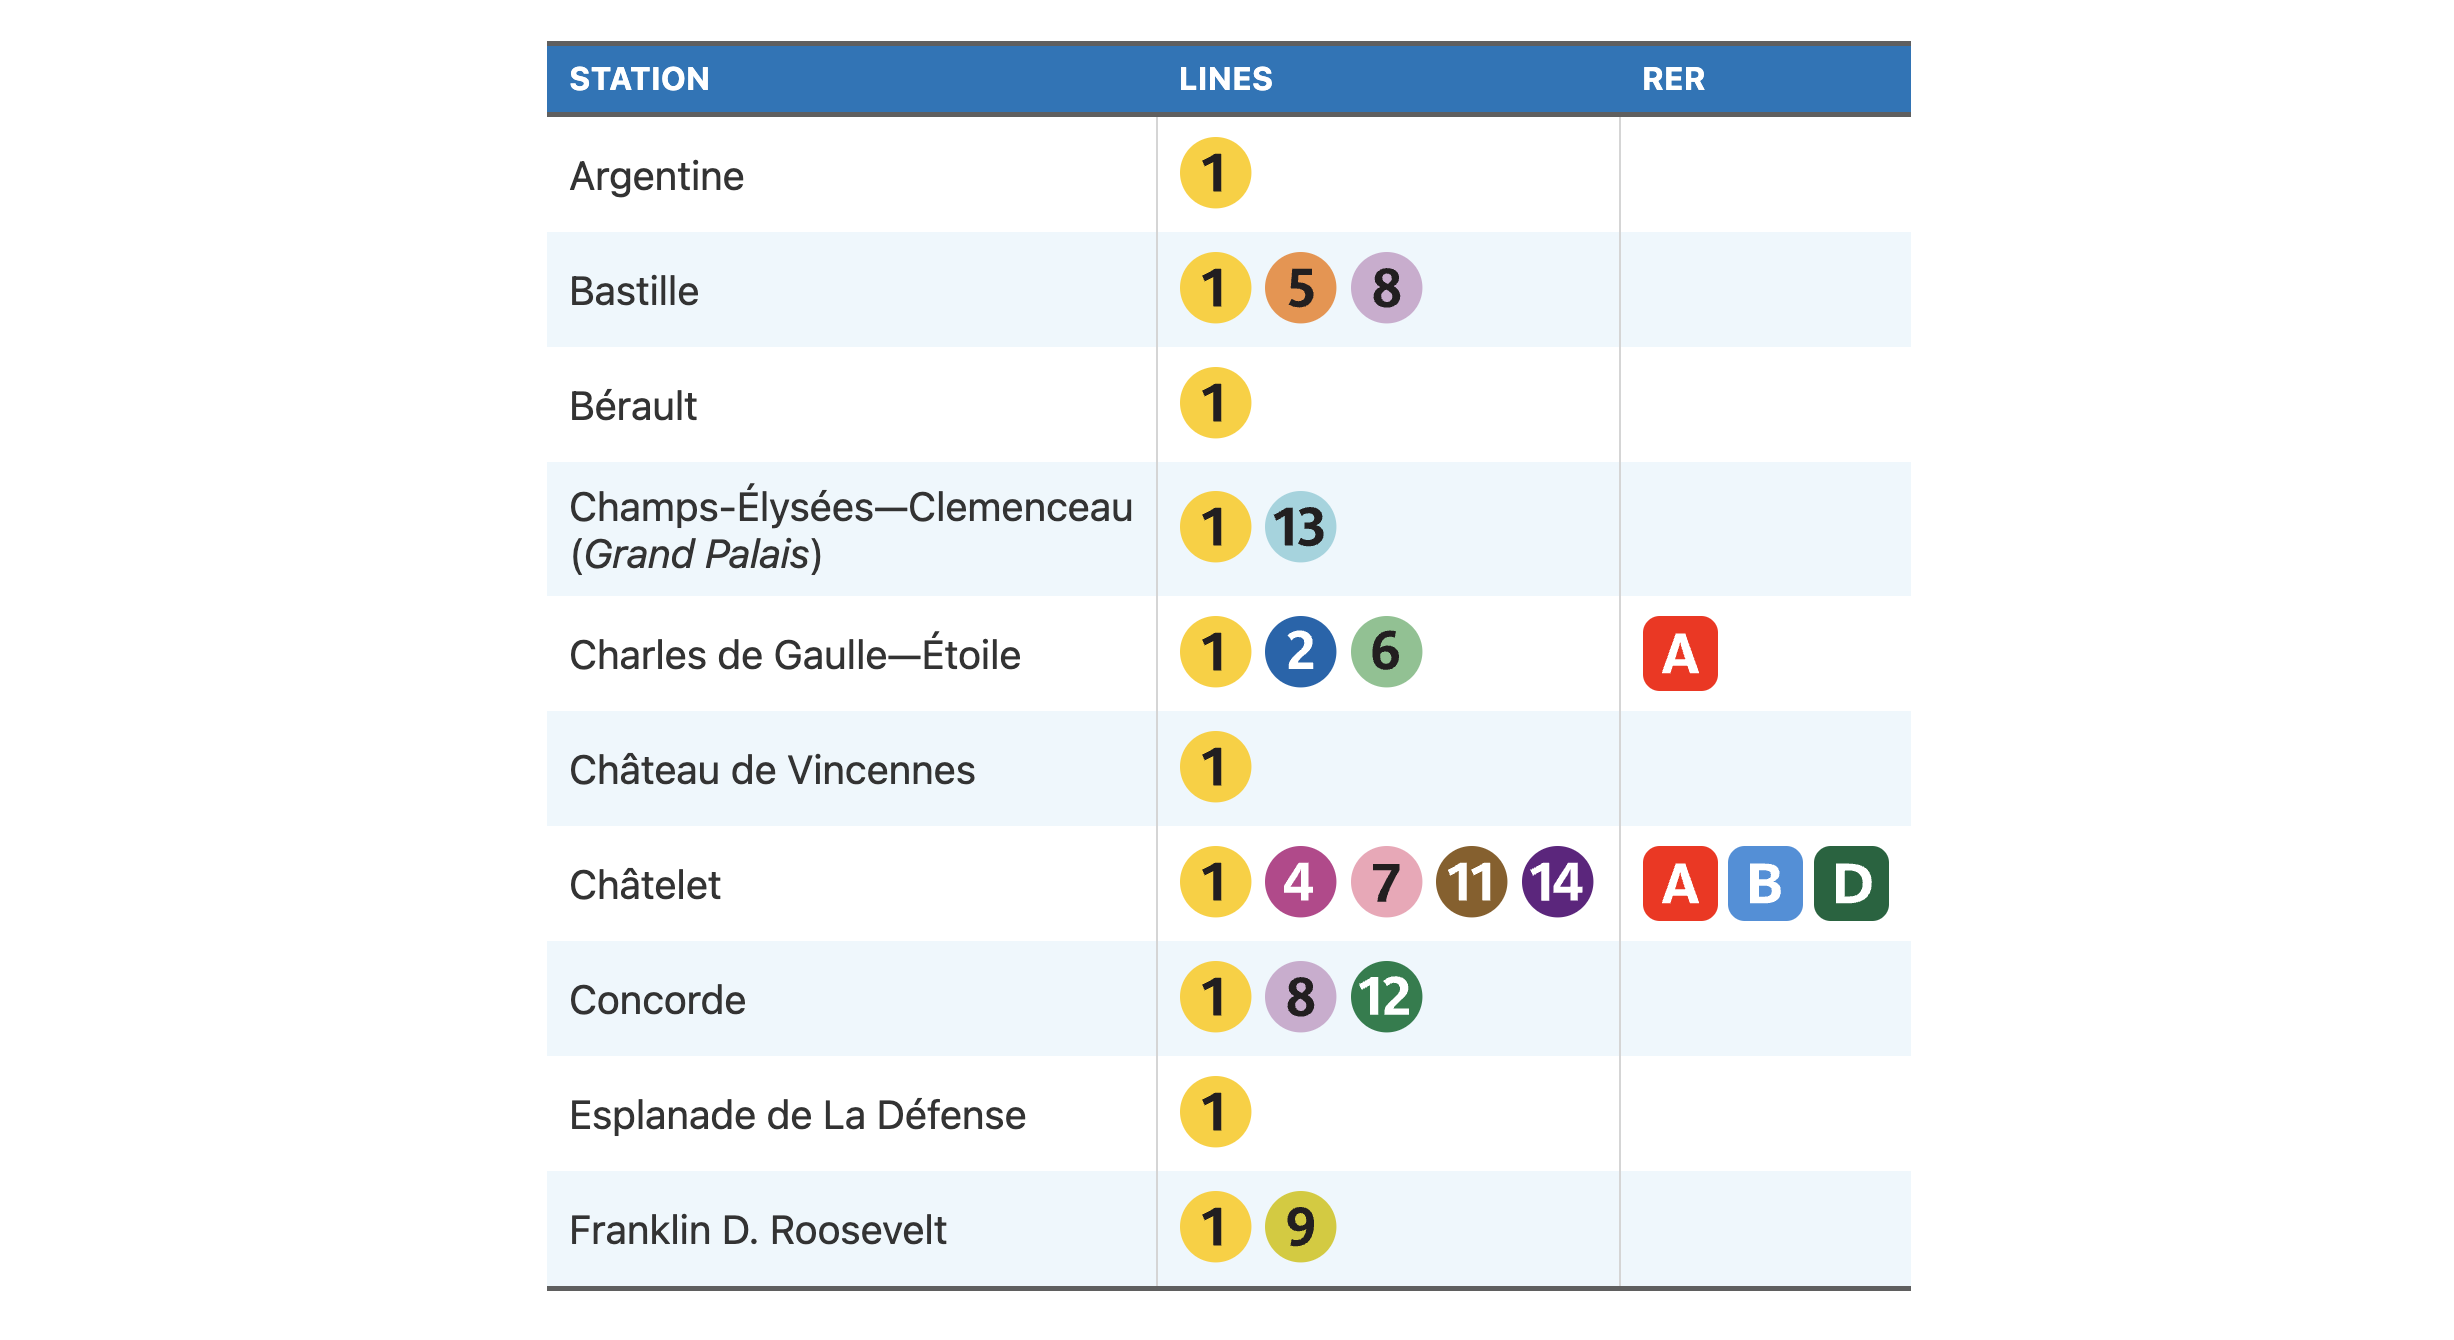 STATION LINES RER
Argentine 1
Bastille 1 5 8
Bérault 1
Champs-Élysées—Clemenceau
(Grand Palais) 1 13
Charles de Gaulle—Étoile 1 2 6 A
Château de Vincennes 1
Châtelet 1 4 7 11 14 A B D
Concorde 1 8 12
Esplanade de La Défense 1
Franklin D. Roosevelt 1 9